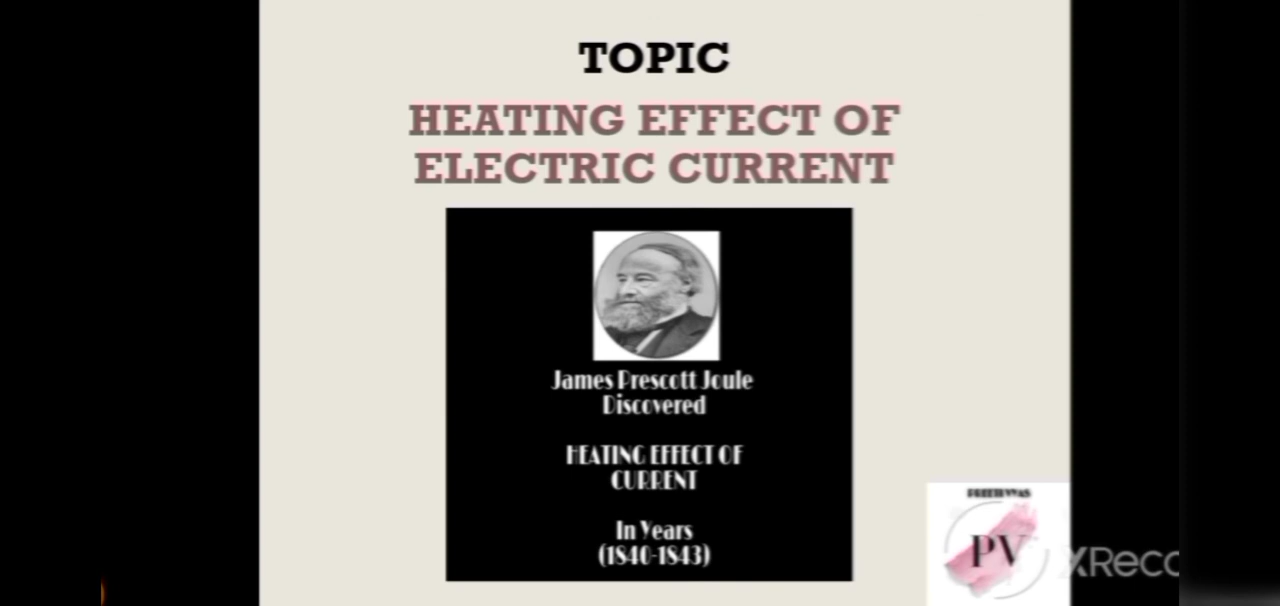 TOPIC
HEATING EFFECT OF
ELECTRIC CURRENT
James Prescott Joule
Discovered
HEATING EFFECT OF
CURRENT
In Years
(1840-1843)
PV
XRecc